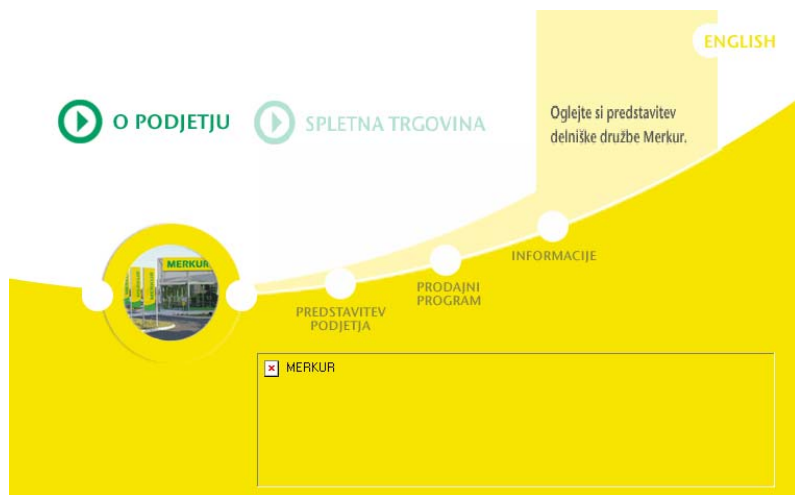 ENGLISH
O PODJETJU
SPLETNA TRGOVINA
Oglejte si predstavitev
delniške družbe Merkur.
MERKUR
INFORMACIJE
PRODAJNI
PROGRAM
PREDSTAVITEV
PODJETJA
MERKUR